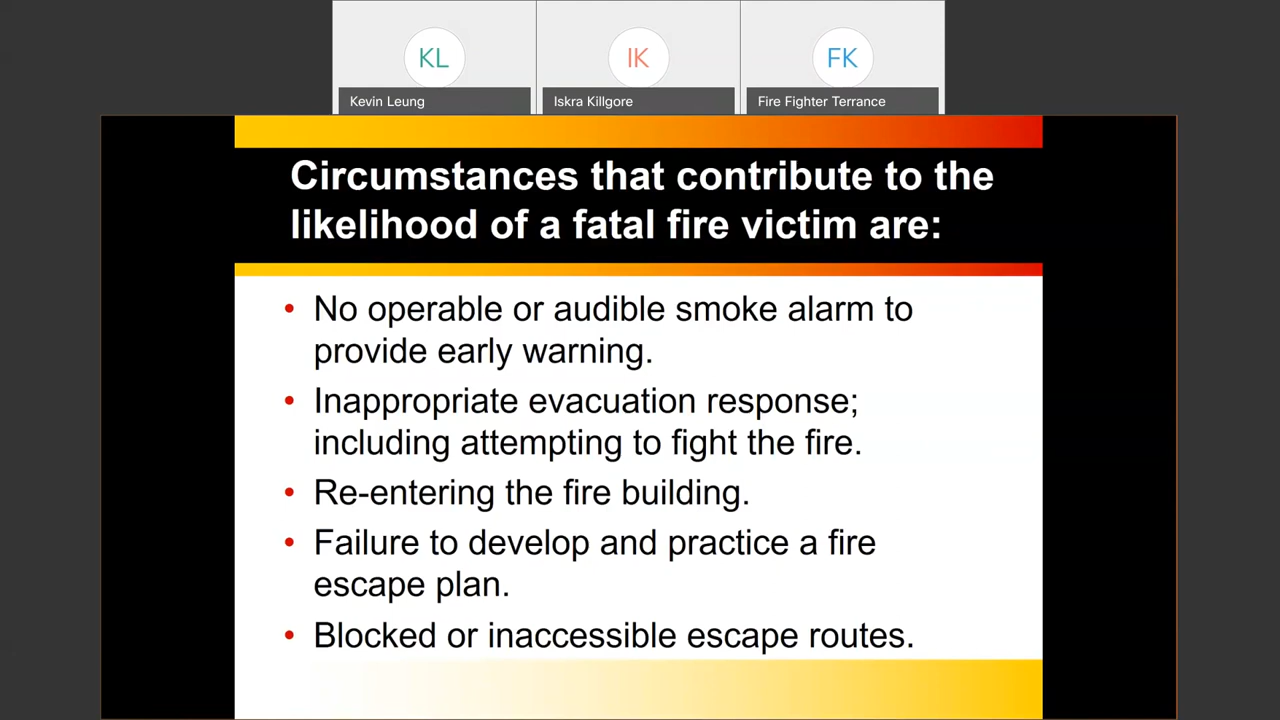 KL
IK
FK
Kevin Leung
Iskra Killgore
Fire Fighter Terrance
Circumstances that contribute to the
likelihood of a fatal fire victim are:
• No operable or audible smoke alarm to
provide early warning.
• Inappropriate evacuation response;
including attempting to fight the fire.
• Re-entering the fire building.
• Failure to develop and practice a fire
escape plan.
• Blocked or inaccessible escape routes.